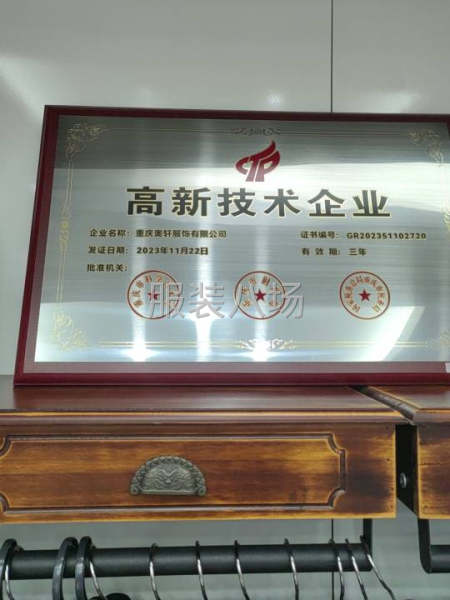 高新技术企业
企业名称：重庆奥轩服饰有限公司
证书编号：GR202351102720
发证日期：2023年11月22日
有效期：三年
批准机关：
服装人场